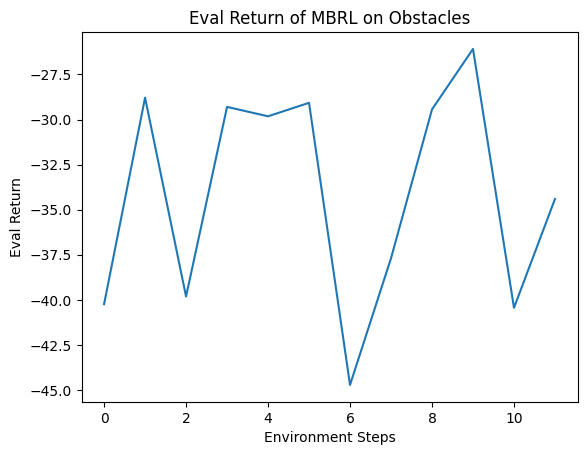 Eval Return of MBRL on Obstacles
Eval Return
−27.5
−30.0
−32.5
−35.0
−37.5
−40.0
−42.5
−45.0
0 2 4 6 8 10
Environment Steps